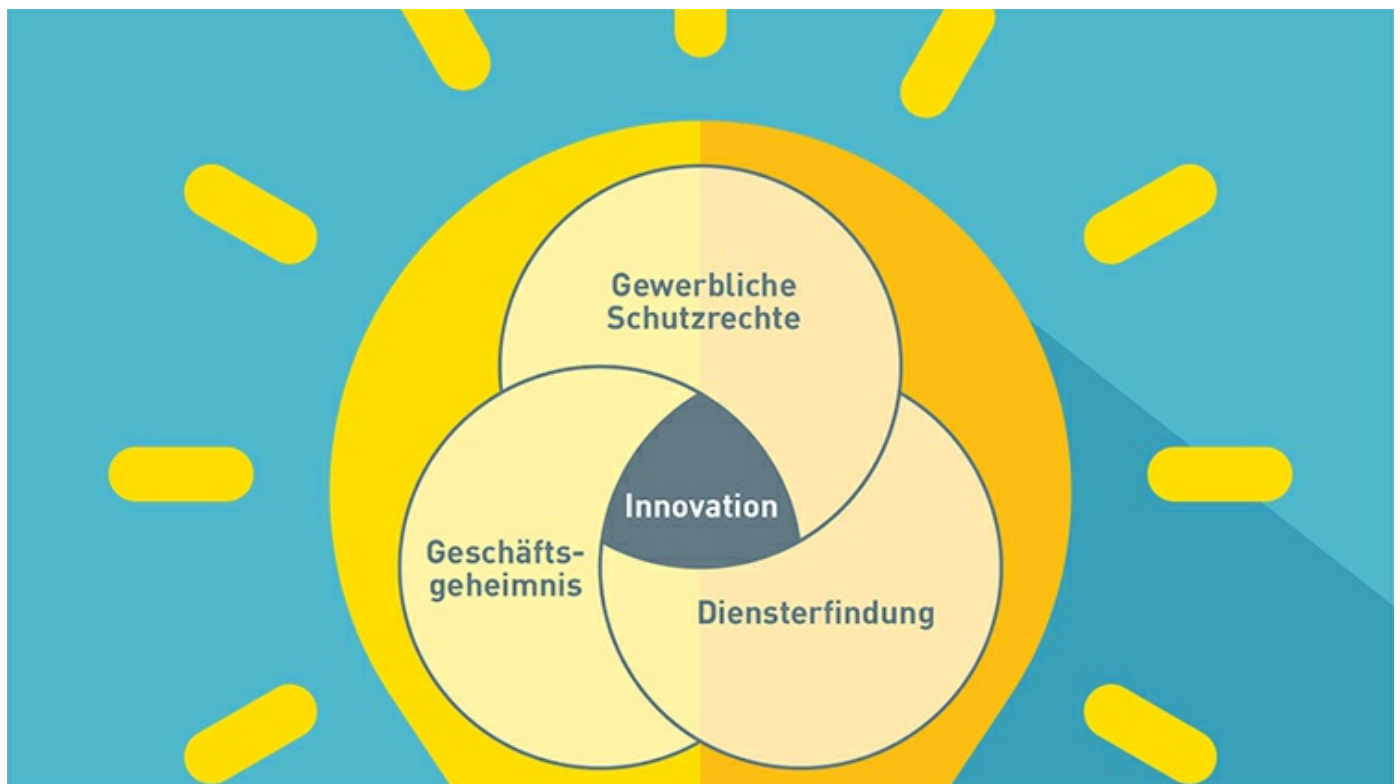 Gewerbliche
Schutzrechte
Innovation
Geschäfts-
geheimnis
Diensterfindung